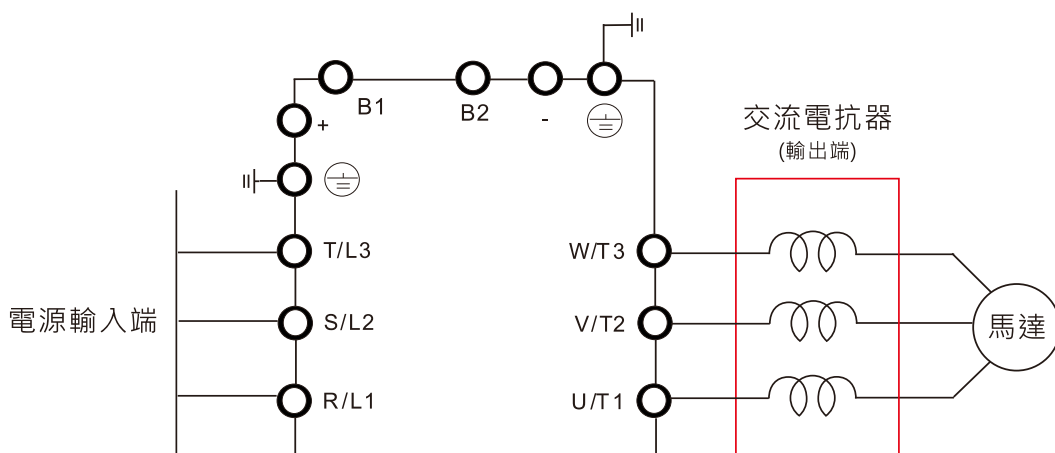 B1
B2
-
+
交流電抗器
(輸出端)
T/L3
W/T3
電源輸入端
S/L2
V/T2
馬達
R/L1
U/T1